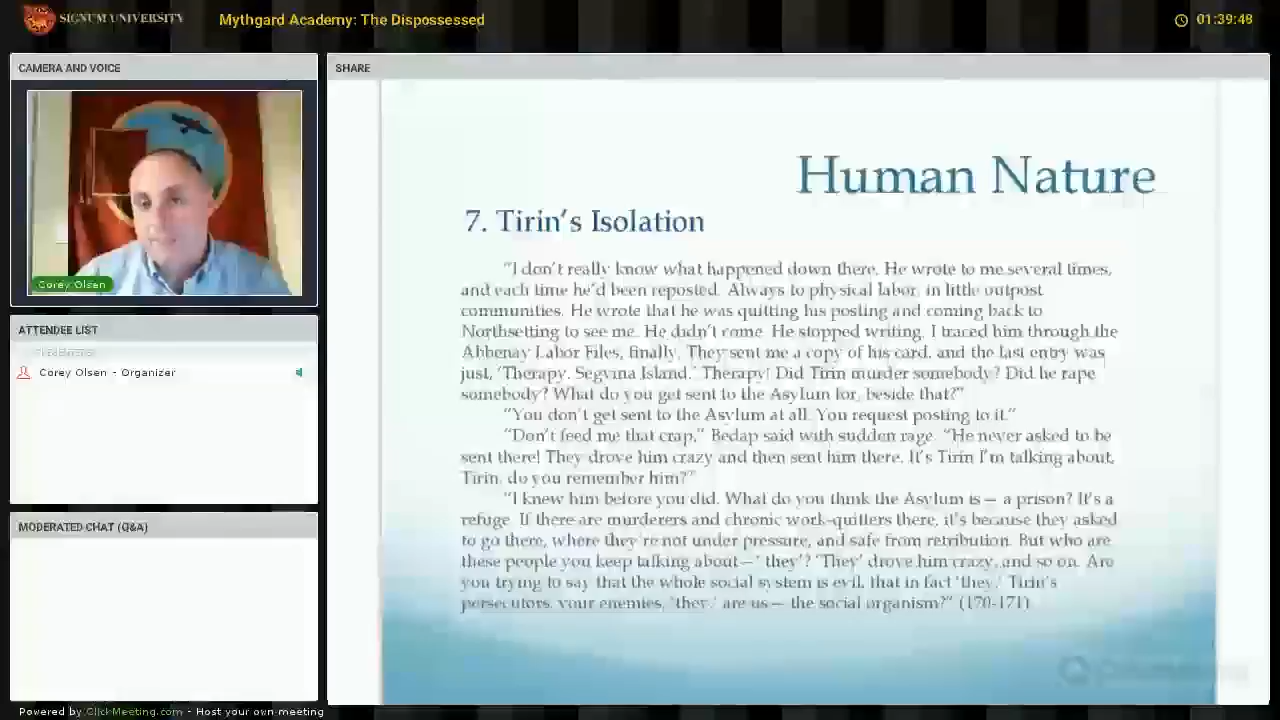 SIGNUM UNIVERSITY
Mythgard Academy: The Dispossessed
01:39:48
CAMERA AND VOICE
Corey Olsen
ATTENDEE LIST
Corey Olsen - Organizer
MODERATED CHAT (Q&A)
Powered by ClickMeeting.com - Host your own meeting
SHARE
Human Nature
7. Tirin's Isolation
"I don't really know what happened down there. He wrote to me several times,
and each time he'd been reposted. Always to physical labor, in little outpost
communities. He wrote that he was quitting his posting and coming back to
Northsetting to see me. He didn't come. He stopped writing. I traced him through the
Abbenay Labor Files, finally. They sent me a copy of his card, and the last entry was
just, 'Therapy. Segvina Island.' Therapy! Did Tirin murder somebody? Did he rape
somebody? What do you get sent to the Asylum for, beside that?"
"You don't get sent to the Asylum at all. You request posting to it."
"Don't feed me that crap," Bedap said with sudden rage. "He never asked to be
sent there! They drove him crazy and then sent him there. It's Tirin I'm talking about,
Tirin, do you remember him?"
"I knew him before you did. What do you think the Asylum is — a prison? It's a
refuge. If there are murderers and chronic work-quitters there, it's because they asked
to go there, where they're not under pressure, and safe from retribution. But who are
these people you keep talking about—'they'? 'They' drove him crazy, and so on. Are
you trying to say that the whole social system is evil, that in fact 'they,' Tirin's
persecutors, your enemies, 'they,' are us — the social organism?" (170-171)